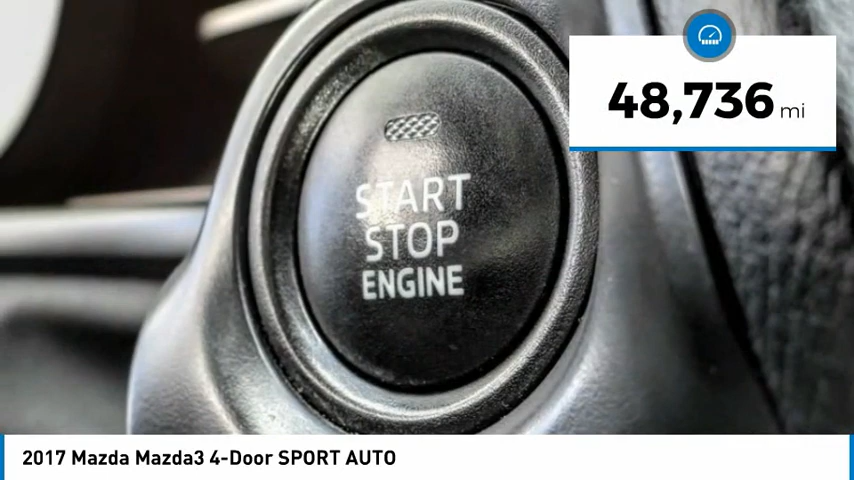 48,736 mi
START
STOP
ENGINE
2017 Mazda Mazda3 4-Door SPORT AUTO